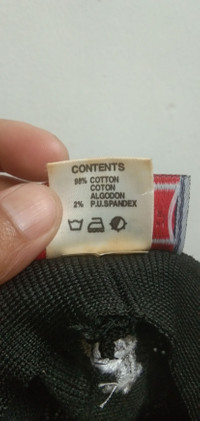 CONTENTS
98% COTTON
COTON
ALGODON
2% P.U.SPANDEX